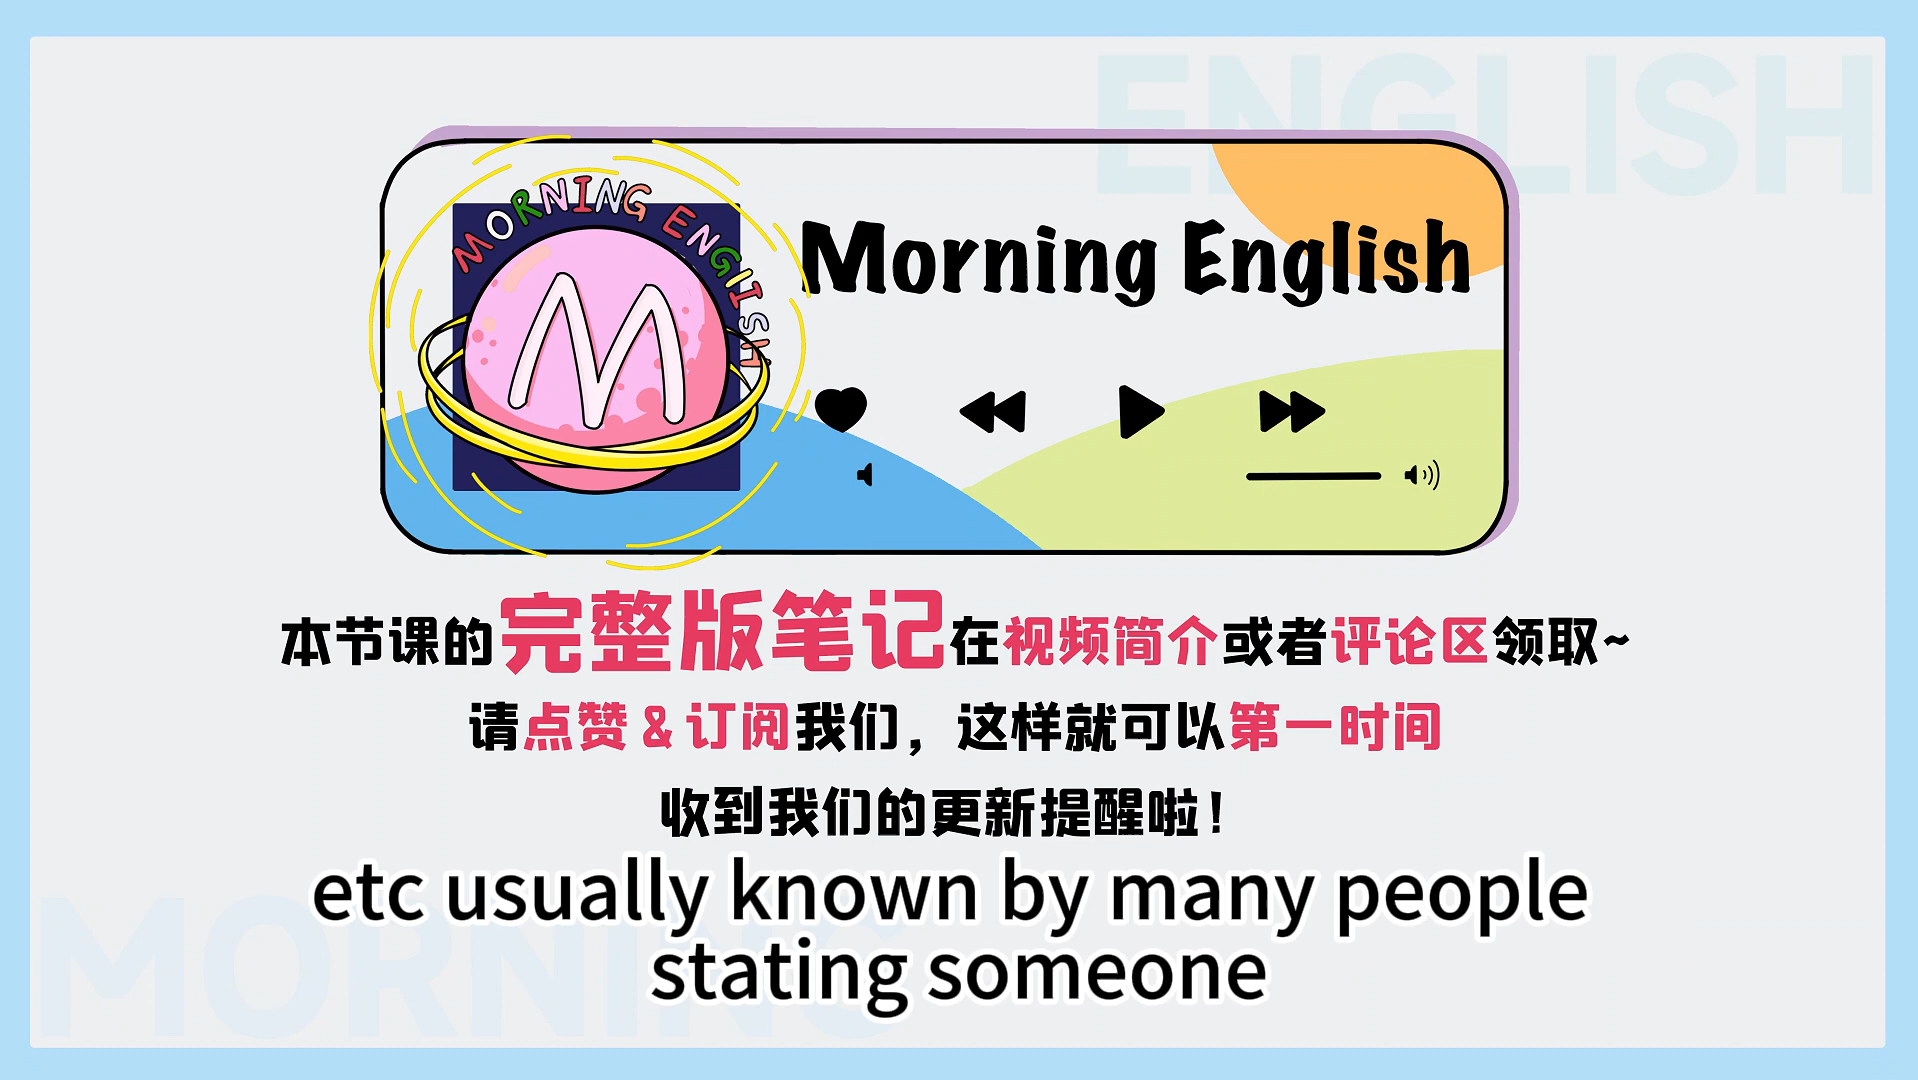 ENGLISH
MORNING ENGLISH
M
Morning English
本节课的完整版笔记在视频简介或者评论区领取~
请点赞&订阅我们，这样就可以第一时间
收到我们的更新提醒啦！
etc usually known by many people
stating someone
MORNING